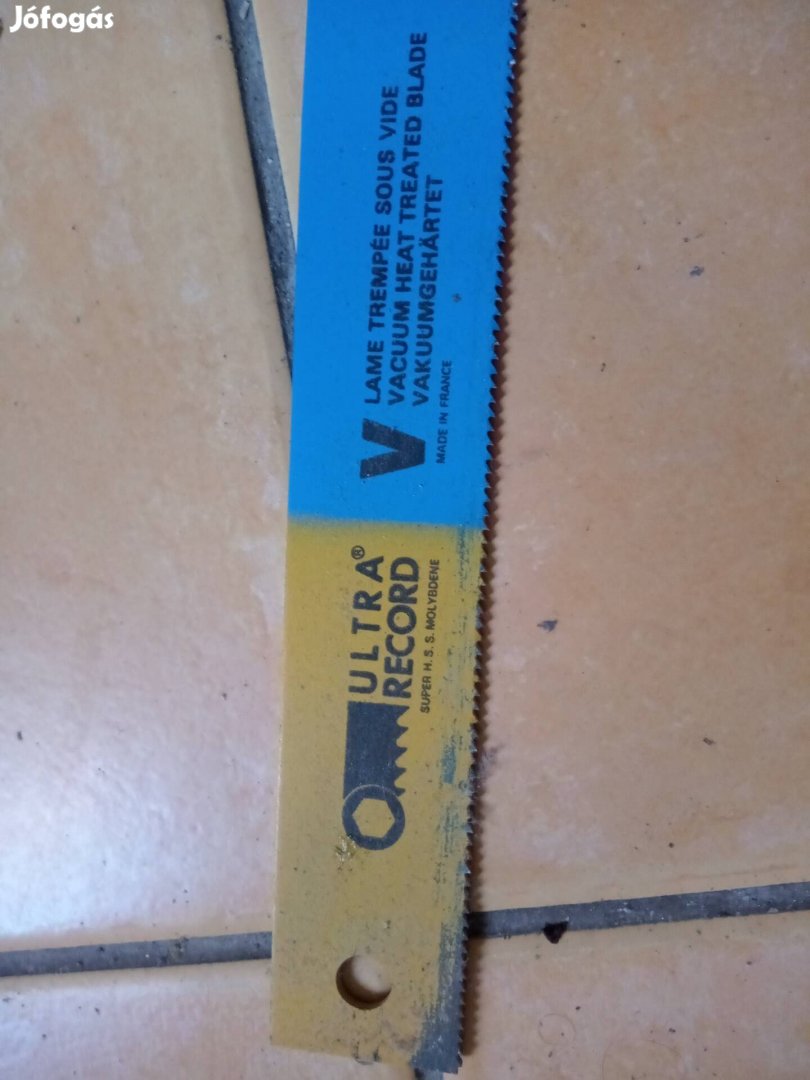 Jófogás
ULTRA®
RECORD
SUPER H.S.S. MOLYBDENE
V
LAME TREMPÉE SOUS VIDE
VACUUM HEAT TREATED BLADE
VAKUUMGEHÄRTET
MADE IN FRANCE